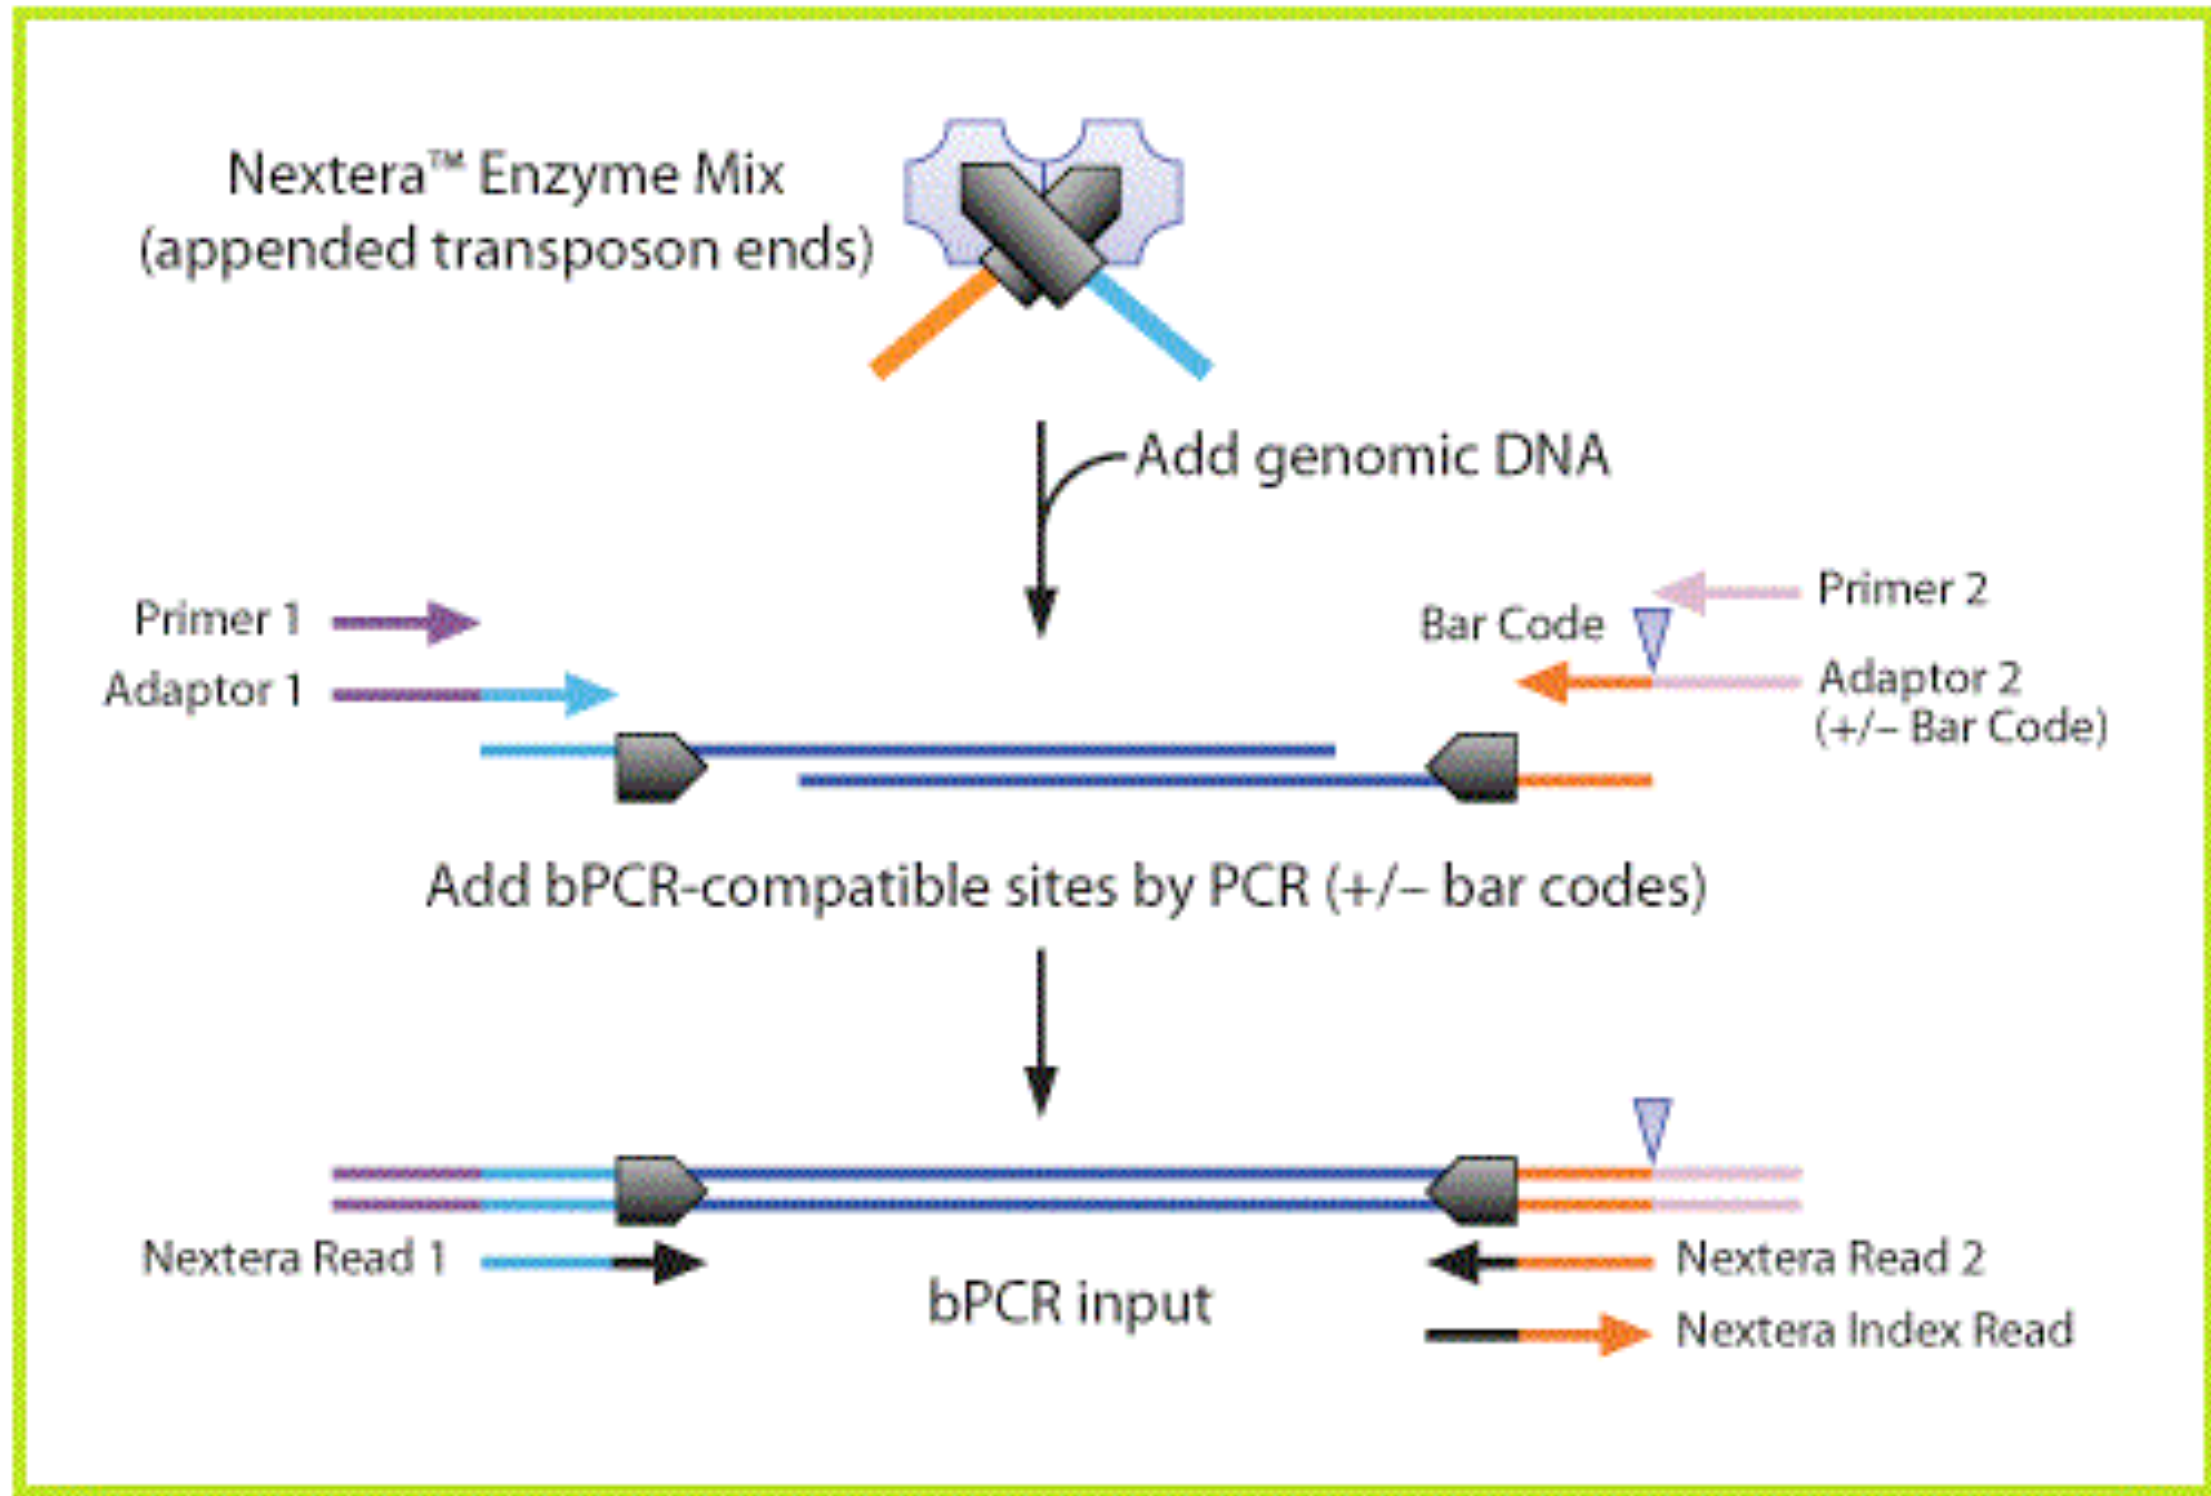 Nextera™ Enzyme Mix
(appended transposon ends)
Add genomic DNA
Primer 1
Adaptor 1
Bar Code
Primer 2
Adaptor 2
(+/– Bar Code)
Add bPCR-compatible sites by PCR (+/– bar codes)
Nextera Read 1
bPCR input
Nextera Read 2
Nextera Index Read